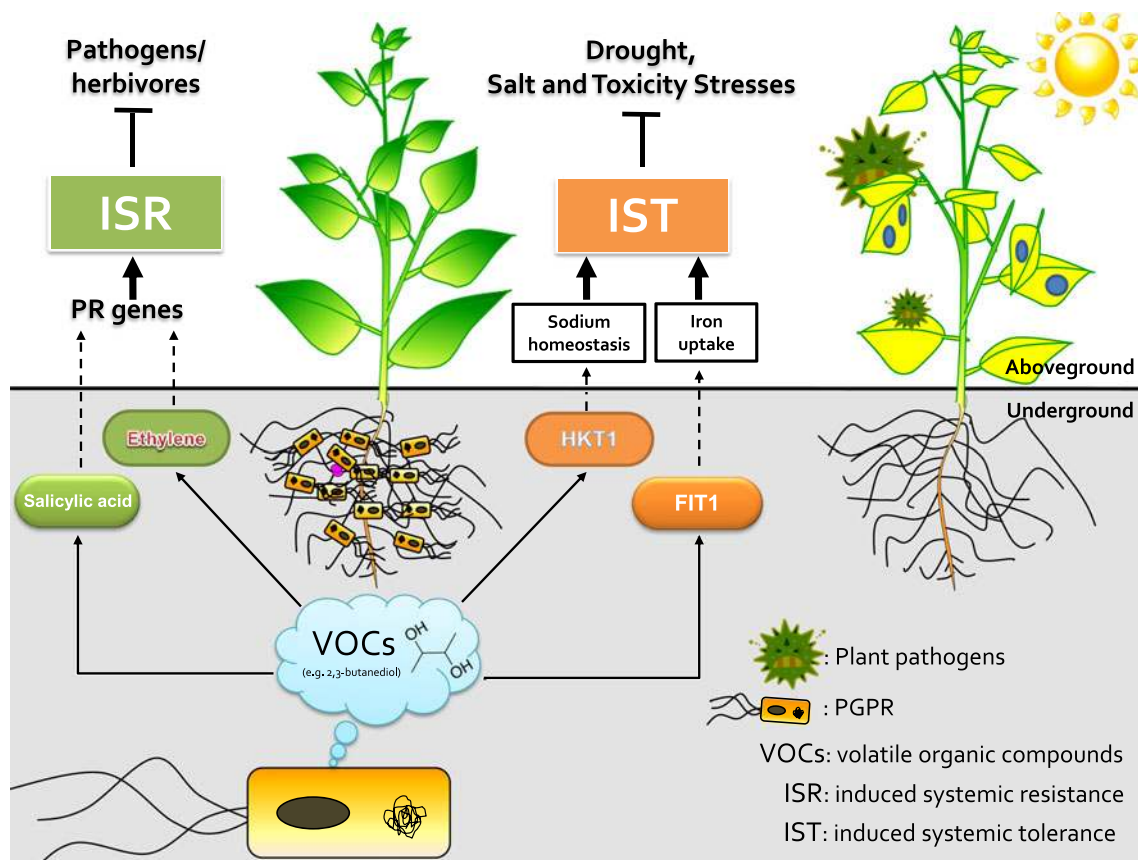 Pathogens/
herbivores
Drought,
Salt and Toxicity Stresses
ISR
IST
PR genes
Sodium
homeostasis
Iron
uptake
Aboveground
Underground
Ethylene
HKT1
Salicylic acid
FIT1
VOCs
(e.g. 2,3-butanediol)
OH
OH
: Plant pathogens
: PGPR
VOCs: volatile organic compounds
ISR: induced systemic resistance
IST: induced systemic tolerance